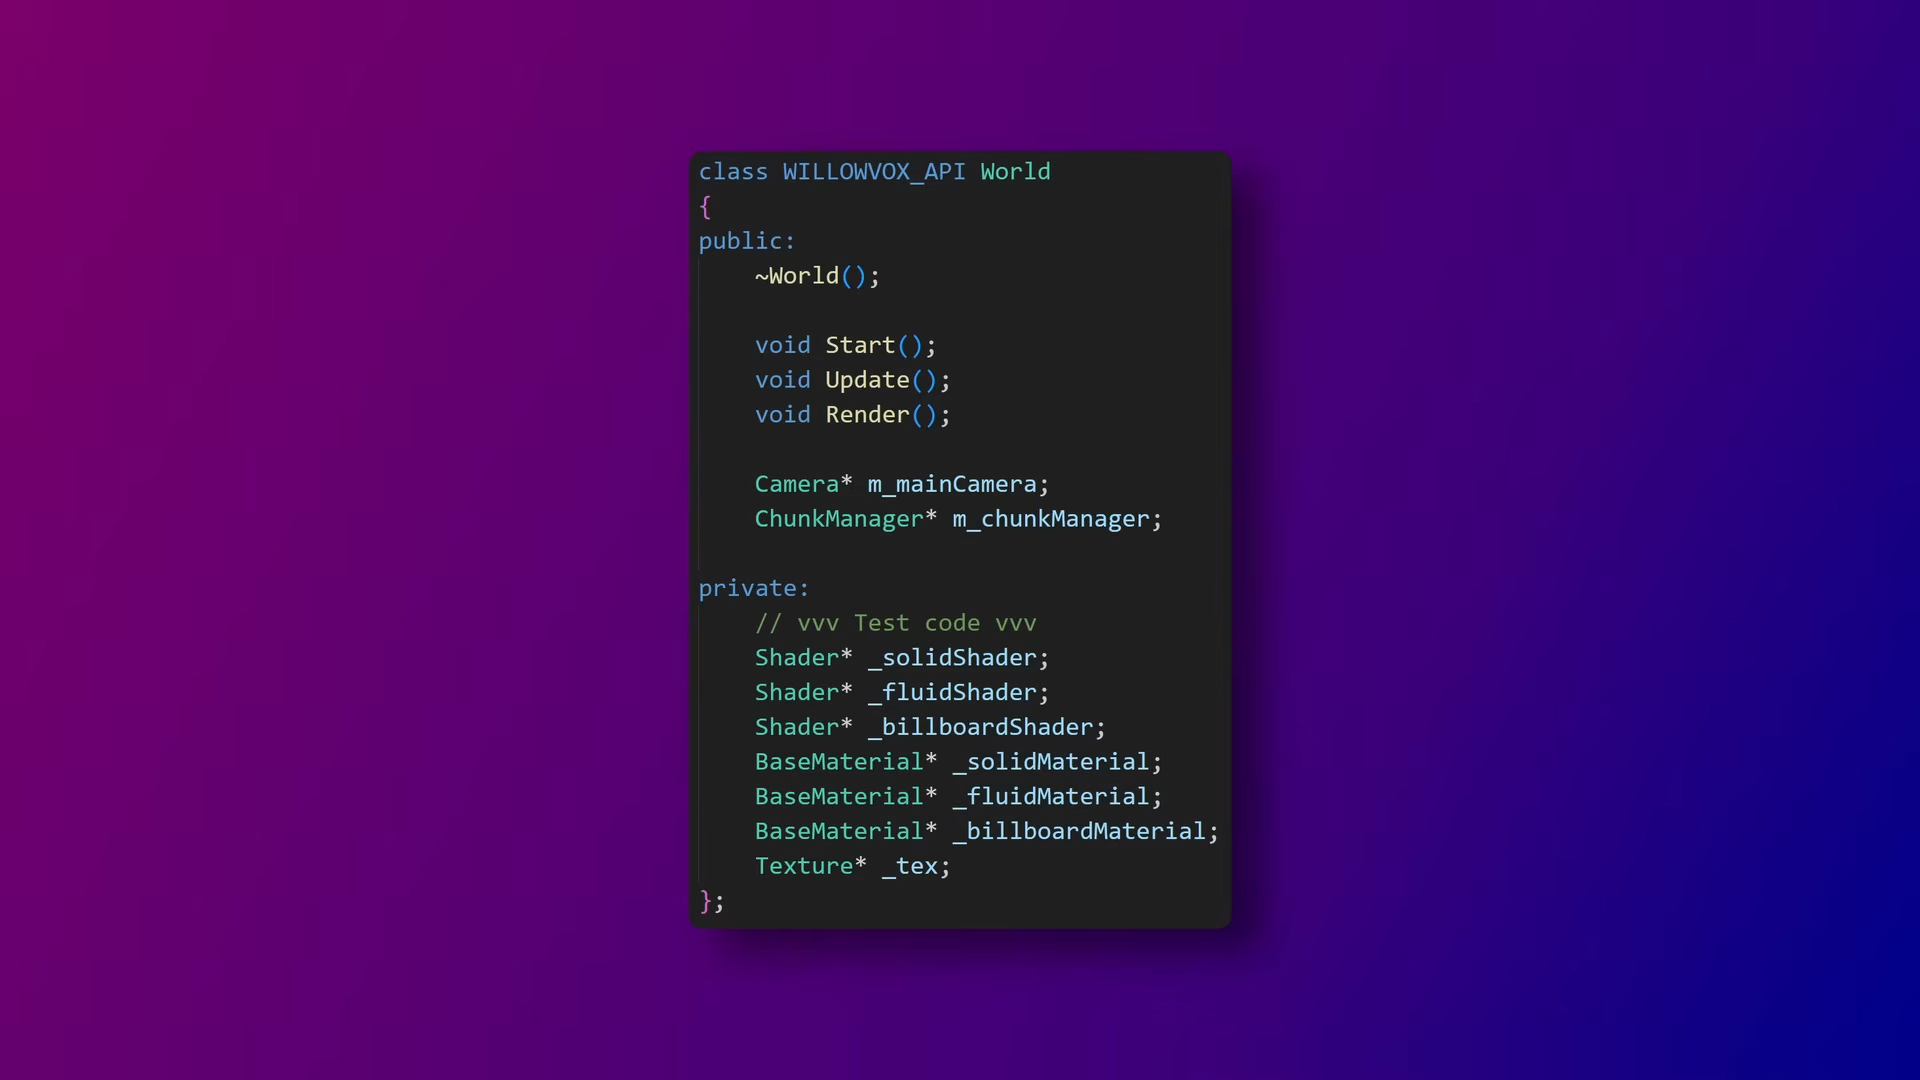 class WILLOWVOX_API World
{
public:
    ~World();
    void Start();
    void Update();
    void Render();
    Camera* m_mainCamera;
    ChunkManager* m_chunkManager;
private:
    // vvv Test code vvv
    Shader* _solidShader;
    Shader* _fluidShader;
    Shader* _billboardShader;
    BaseMaterial* _solidMaterial;
    BaseMaterial* _fluidMaterial;
    BaseMaterial* _billboardMaterial;
    Texture* _tex;
};